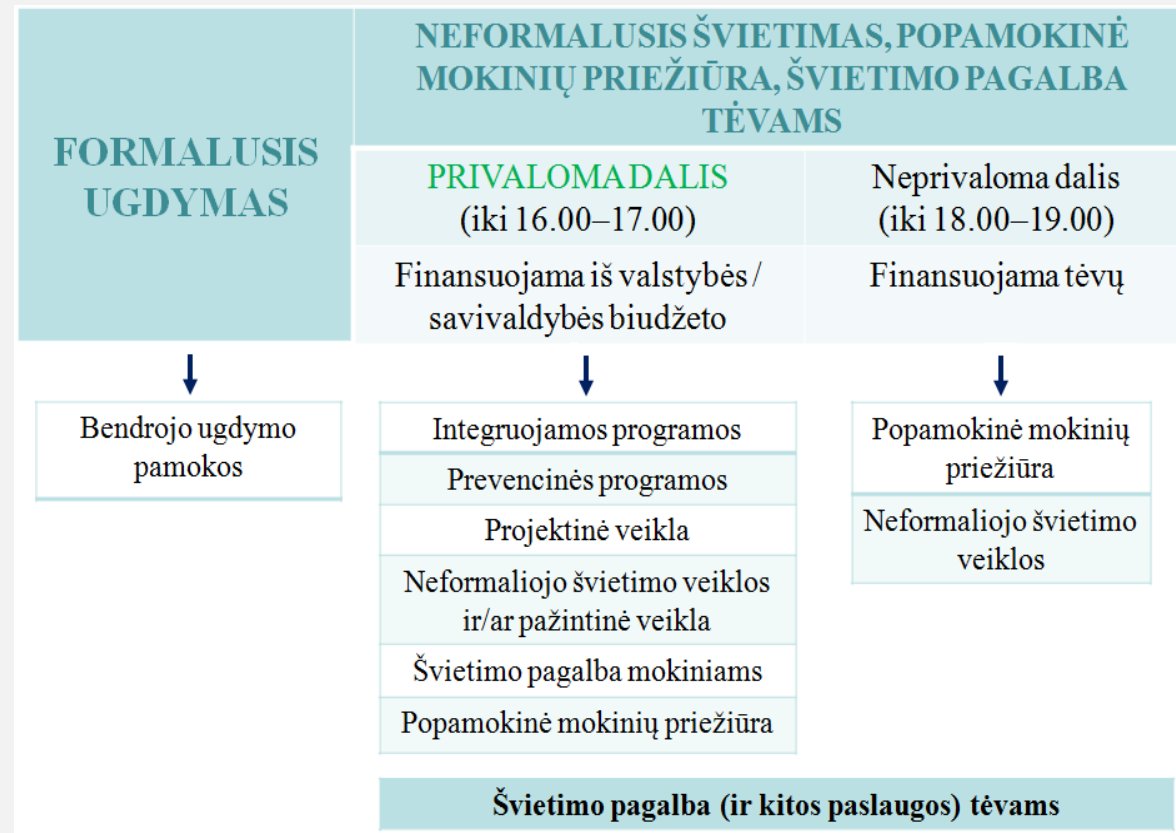 FORMALUSIS
UGDYMAS
NEFORMALUSIS ŠVIETIMAS, POPAMOKINĖ
MOKINIŲ PRIEŽIŪRA, ŠVIETIMO PAGALBA
TĖVAMS
PRIVALOMA DALIS
(iki 16.00–17.00)
Neprivaloma dalis
(iki 18.00–19.00)
Finansuojama iš valstybės /
savivaldybės biudžeto
Finansuojama tėvų
Bendrojo ugdymo
pamokos
Integruojamos programos
Prevencinės programos
Projektinė veikla
Neformaliojo švietimo veiklos
ir/ar pažintinė veikla
Švietimo pagalba mokiniams
Popamokinė mokinių priežiūra
Popamokinė mokinių
priežiūra
Neformaliojo švietimo
veiklos
Švietimo pagalba (ir kitos paslaugos) tėvams